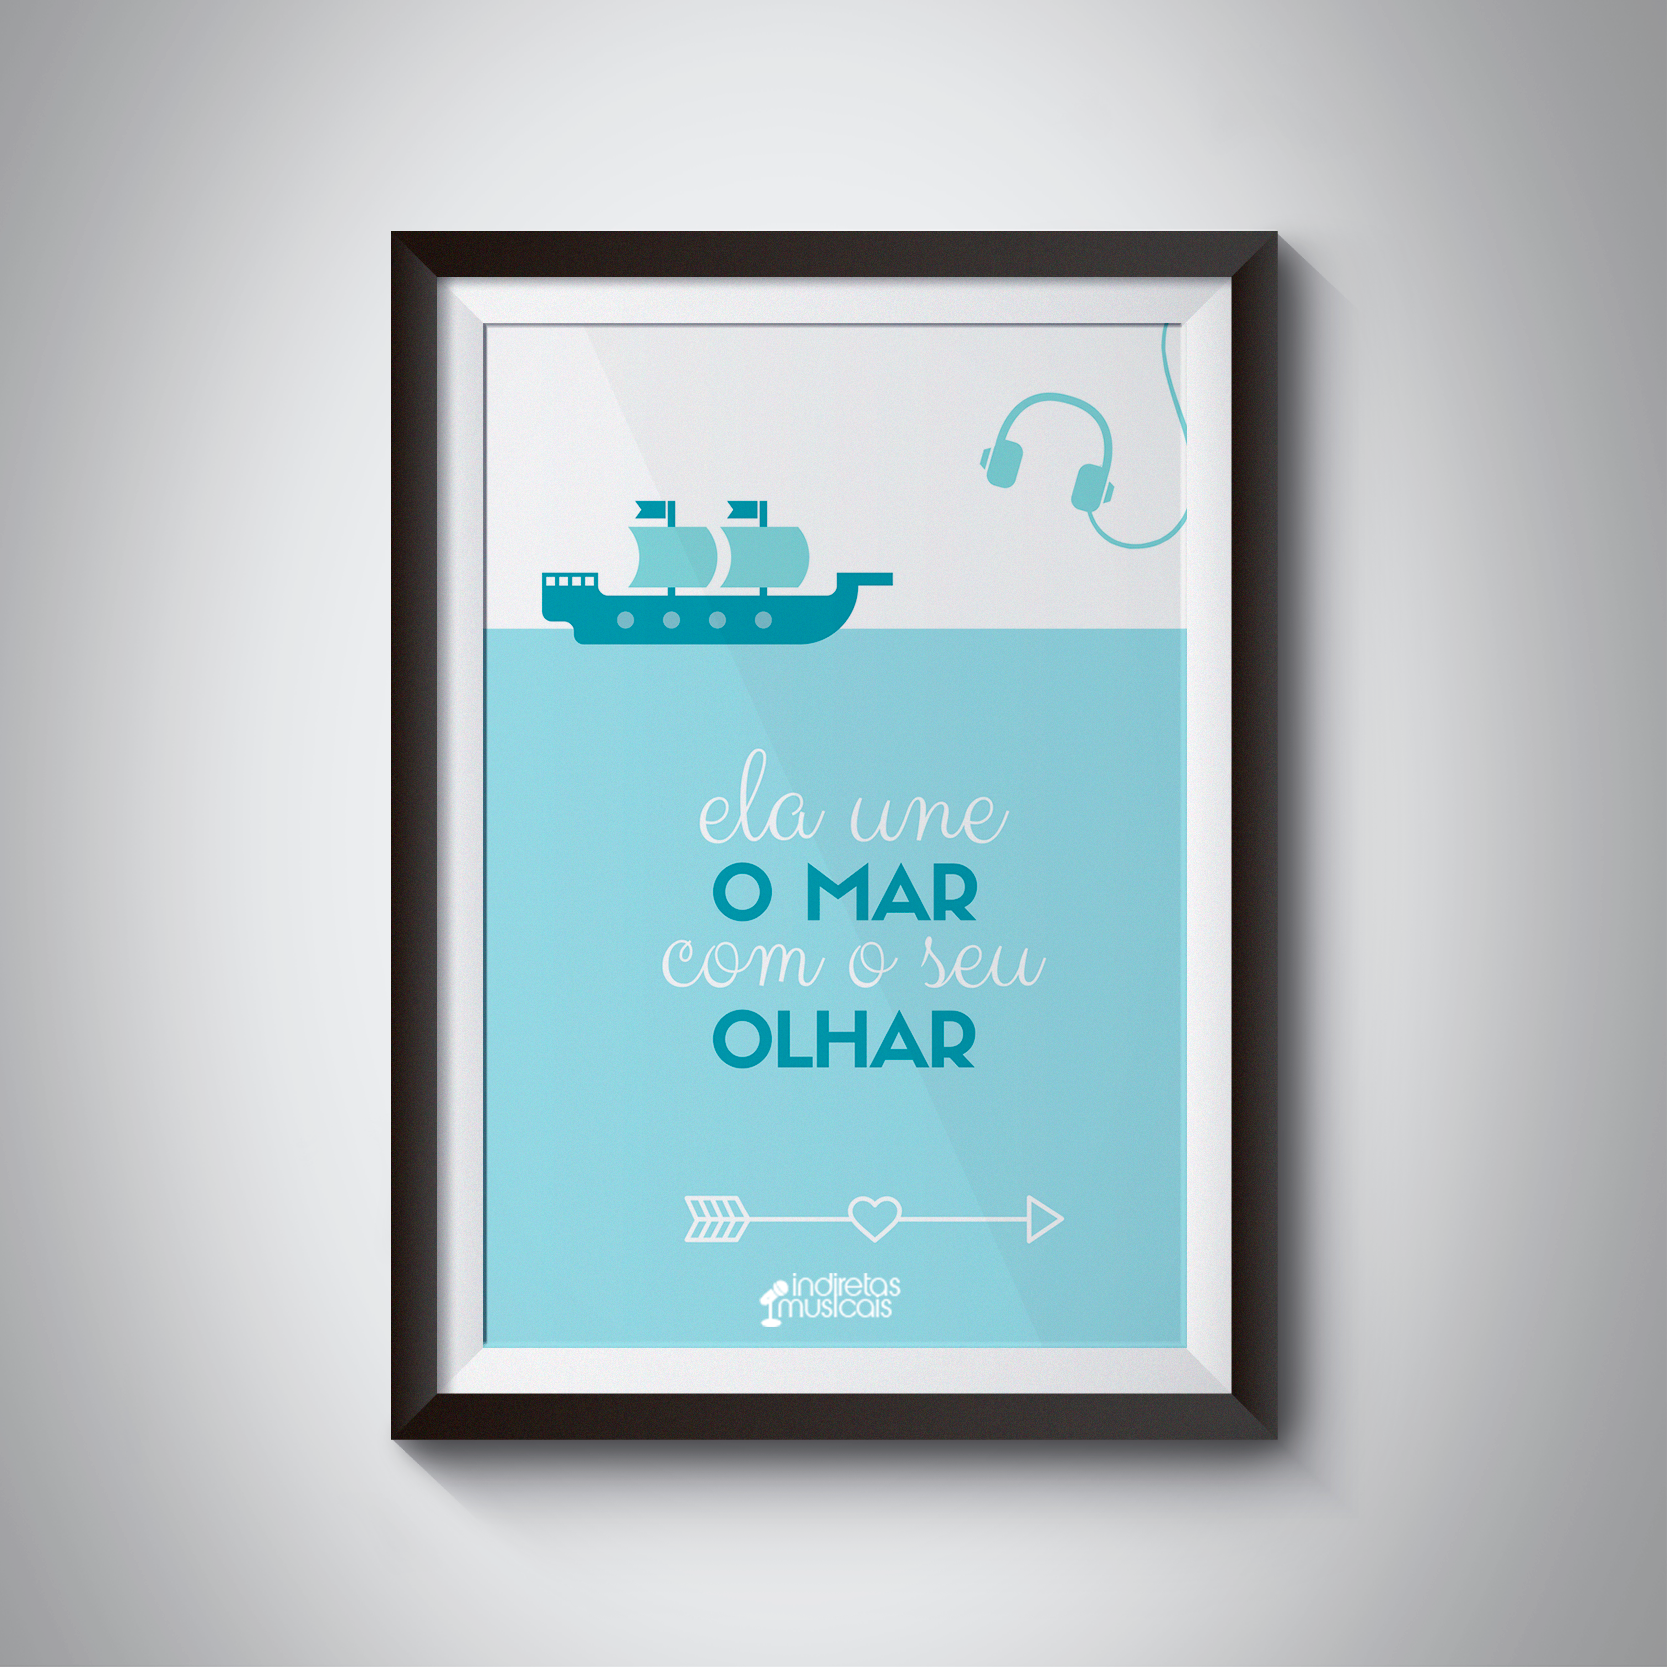 ela une
O MAR
com o seu
OLHAR
indiretas
musicais